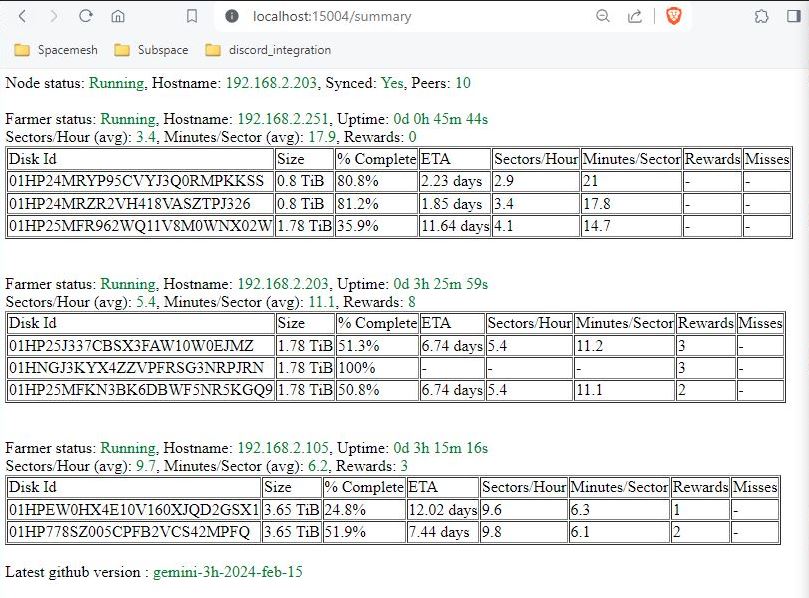 localhost:15004/summary
Spacemesh Subspace discord_integration
Node status: Running, Hostname: 192.168.2.203, Synced: Yes, Peers: 10
Farmer status: Running, Hostname: 192.168.2.251, Uptime: 0d 0h 45m 44s
Sectors/Hour (avg): 3.4, Minutes/Sector (avg): 17.9, Rewards: 0
Disk Id Size % Complete ETA Sectors/Hour Minutes/Sector Rewards Misses
01HP24MRYP95CVYJ3Q0RMPKKSS 0.8 TiB 80.8% 2.23 days 2.9 21 - -
01HP24MRZR2VH418VASZTPJ326 0.8 TiB 81.2% 1.85 days 3.4 17.8 - -
01HP25MFR962WQ11V8M0WNX02W 1.78 TiB 35.9% 11.64 days 4.1 14.7 - -
Farmer status: Running, Hostname: 192.168.2.203, Uptime: 0d 3h 25m 59s
Sectors/Hour (avg): 5.4, Minutes/Sector (avg): 11.1, Rewards: 8
Disk Id Size % Complete ETA Sectors/Hour Minutes/Sector Rewards Misses
01HP25J337CBSX3FAW10W0EJMZ 1.78 TiB 51.3% 6.74 days 5.4 11.2 3 -
01HNGJ3KYX4ZZVPFRSG3NRPJRN 1.78 TiB 100% - - - 3 -
01HP25MFKN3BK6DBWF5NR5KGQ9 1.78 TiB 50.8% 6.74 days 5.4 11.1 2 -
Farmer status: Running, Hostname: 192.168.2.105, Uptime: 0d 3h 15m 16s
Sectors/Hour (avg): 9.7, Minutes/Sector (avg): 6.2, Rewards: 3
Disk Id Size % Complete ETA Sectors/Hour Minutes/Sector Rewards Misses
01HPEW0HX4E10V160XJQD2GSX1 3.65 TiB 24.8% 12.02 days 9.6 6.3 1 -
01HP778SZ005CPFB2VCS42MPFQ 3.65 TiB 51.9% 7.44 days 9.8 6.1 2 -
Latest github version : gemini-3h-2024-feb-15